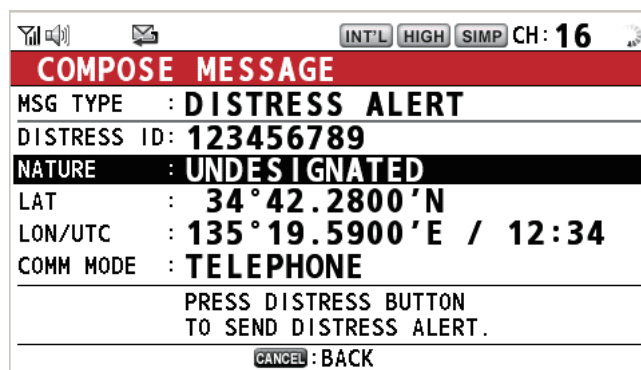 INT'L HIGH SIMP CH: 16
COMPOSE MESSAGE
MSG TYPE : DISTRESS ALERT
DISTRESS ID: 123456789
NATURE : UNDESIGNATED
LAT : 34°42.2800'N
LON/UTC : 135°19.5900'E / 12:34
COMM MODE : TELEPHONE
PRESS DISTRESS BUTTON
TO SEND DISTRESS ALERT.
CANCEL : BACK